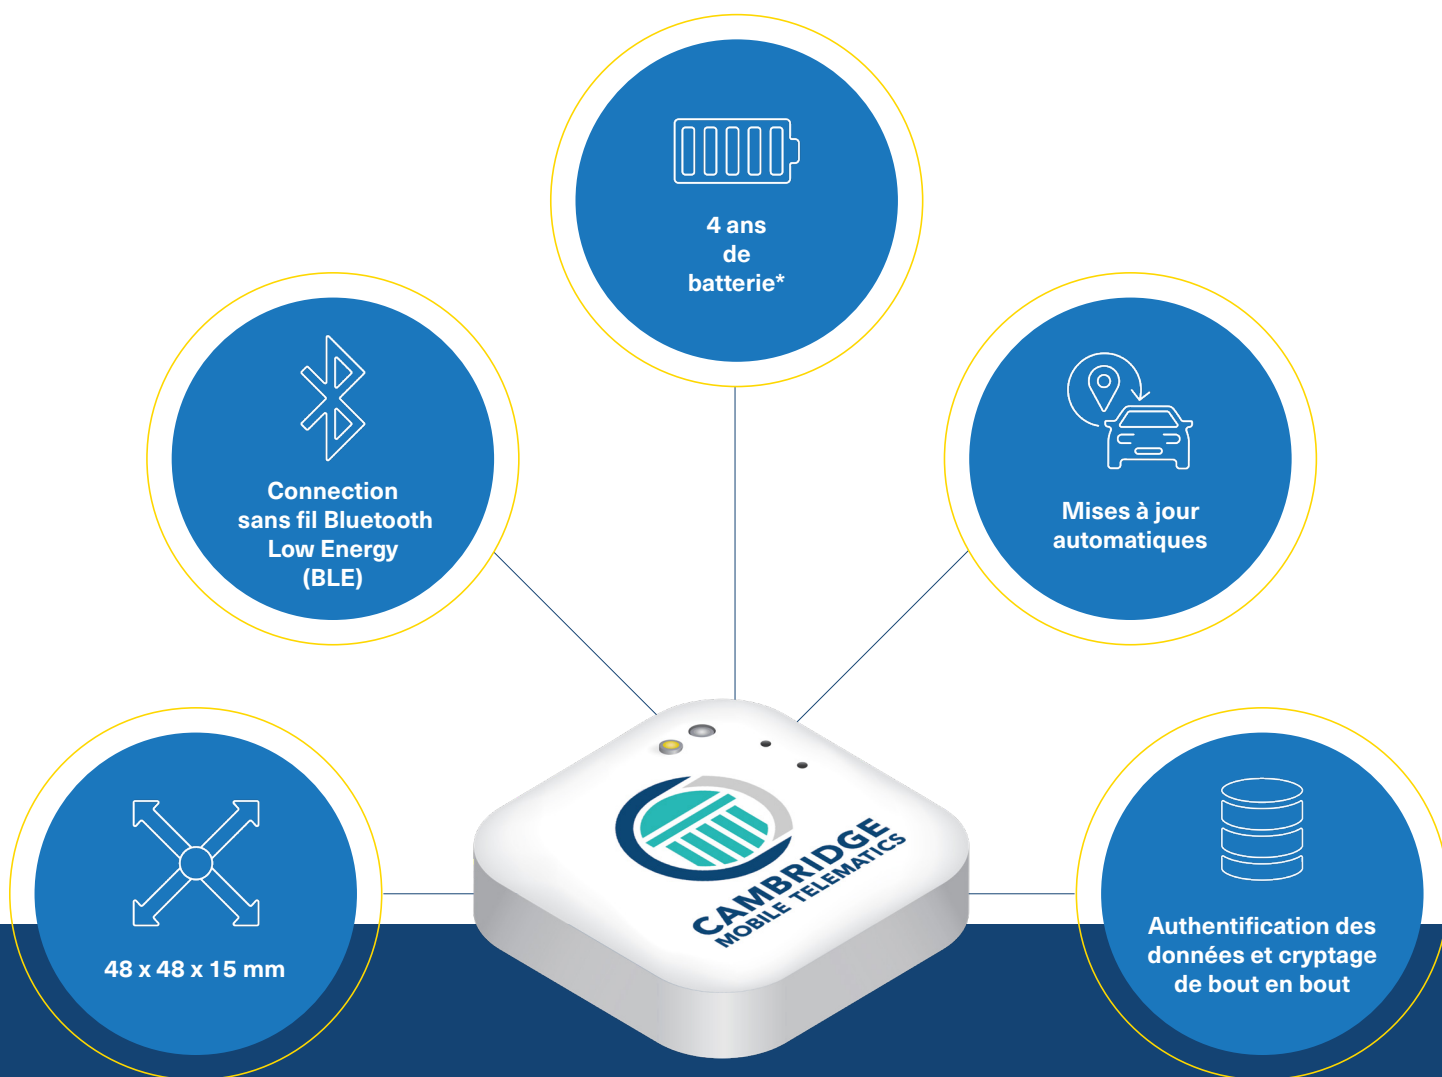 4 ans
de
batterie*
Connection
sans fil Bluetooth
Low Energy
(BLE)
Mises à jour
automatiques
48 x 48 x 15 mm
CAMBRIDGE
MOBILE TELEMATICS
Authentification des
données et cryptage
de bout en bout